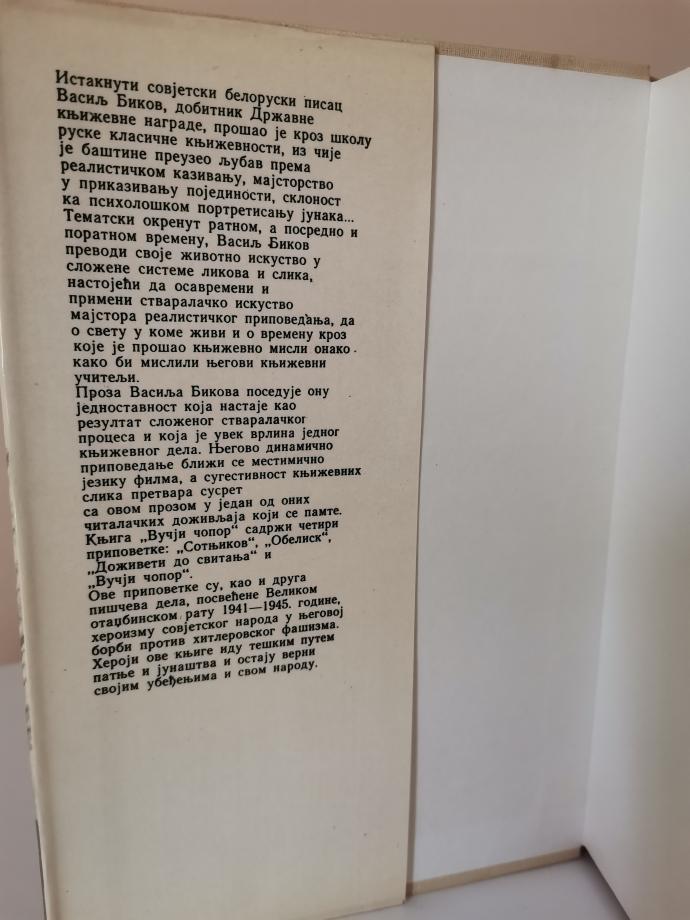 Истакнути совјетски белоруски писац
Васиљ Биков, добитник Државне
књижевне награде, прошао је кроз школу
руске класичне књижевности, из чије
је баштине преузео љубав према
реалистичком казивању, мајсторство
у приказивању појединости, склоност
ка психолошком портретисању јунака...
Тематски окренут ратном, а посредно и
поратном времену, Васиљ Биков
преводи своје животно искуство у
сложене системе ликова и слика,
настојећи да осавремени и
примени стваралачко искуство
мајстора реалистичког приповедања, да
о свету у коме живи и о времену кроз
које је прошао књижевно мисли онако
како би мислили његови књижевни
учитељи.
Проза Васиља Бикова поседује ону
једноставност која настаје као
резултат сложеног стваралачког
процеса и која је увек врлина једног
књижевног дела. Његово динамично
приповедање ближи се местимично
језику филма, а сугестивност књижевних
слика претвара сусрет
са овом прозом у један од оних
читалачких доживљаја који се памте.
Књига „Вучји чопор“ садржи четири
приповетке: „Сотњиков“, „Обелиск“,
„Доживети до свитања“ и
„Вучји чопор“.
Ове приповетке су, као и друга
пишчева дела, посвећене Великом
отаџбинском рату 1941—1945. године,
хероизму совјетског народа у његовој
борби против хитлеровског фашизма.
Хероји ове књиге иду тешким путем
патње и јунаштва и остају верни
својим убеђењима и свом народу.